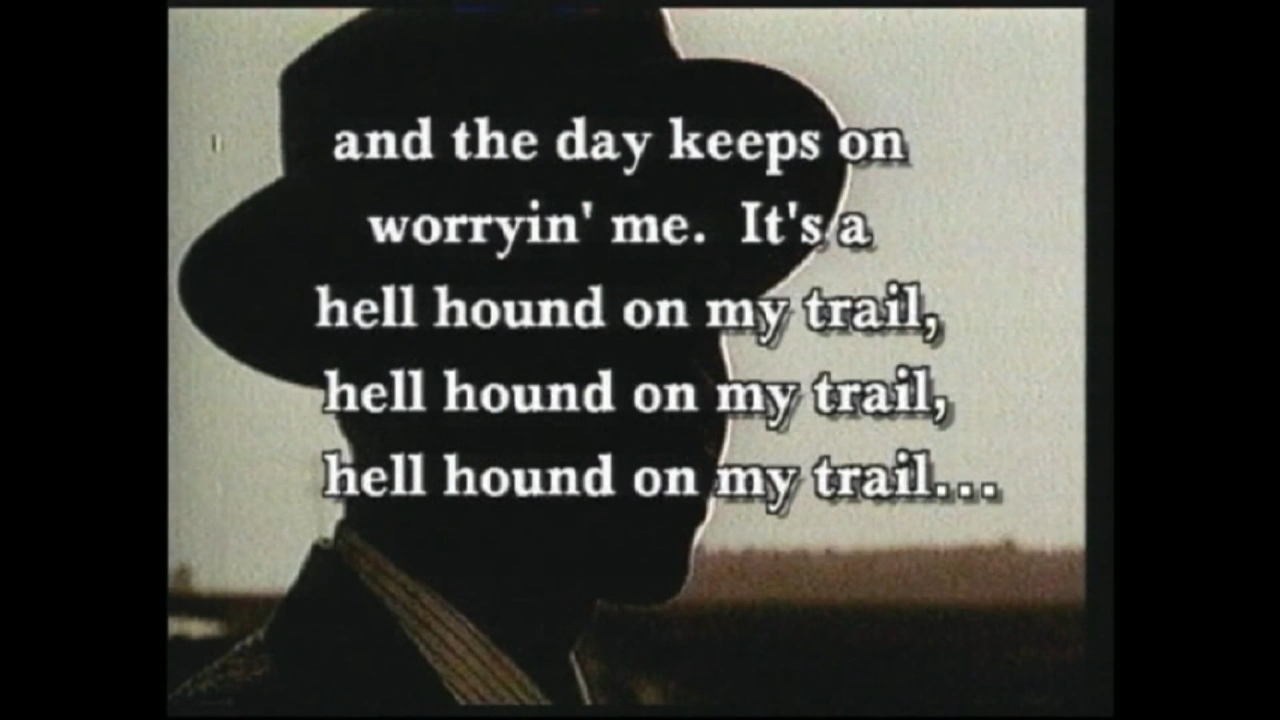 and the day keeps on
worryin' me.  It's a
hell hound on my trail,
hell hound on my trail,
hell hound on my trail...